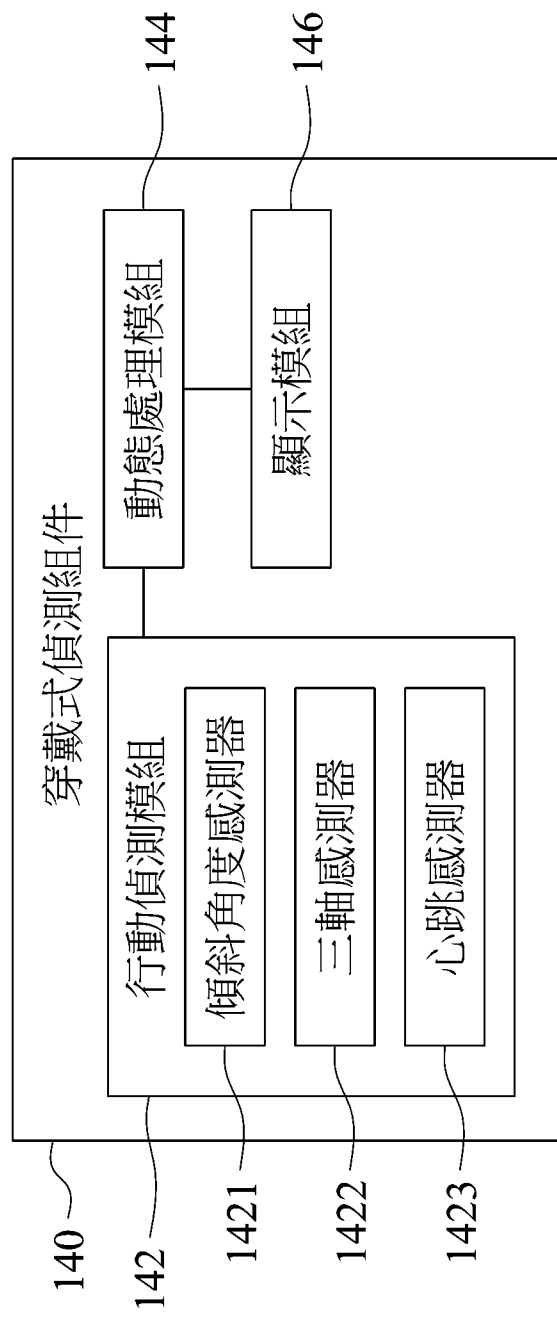 140
穿戴式偵測組件
142
行動偵測模組
1421
傾斜角度感測器
1422
三軸感測器
1423
心跳感測器
動態處理模組
144
顯示模組
146